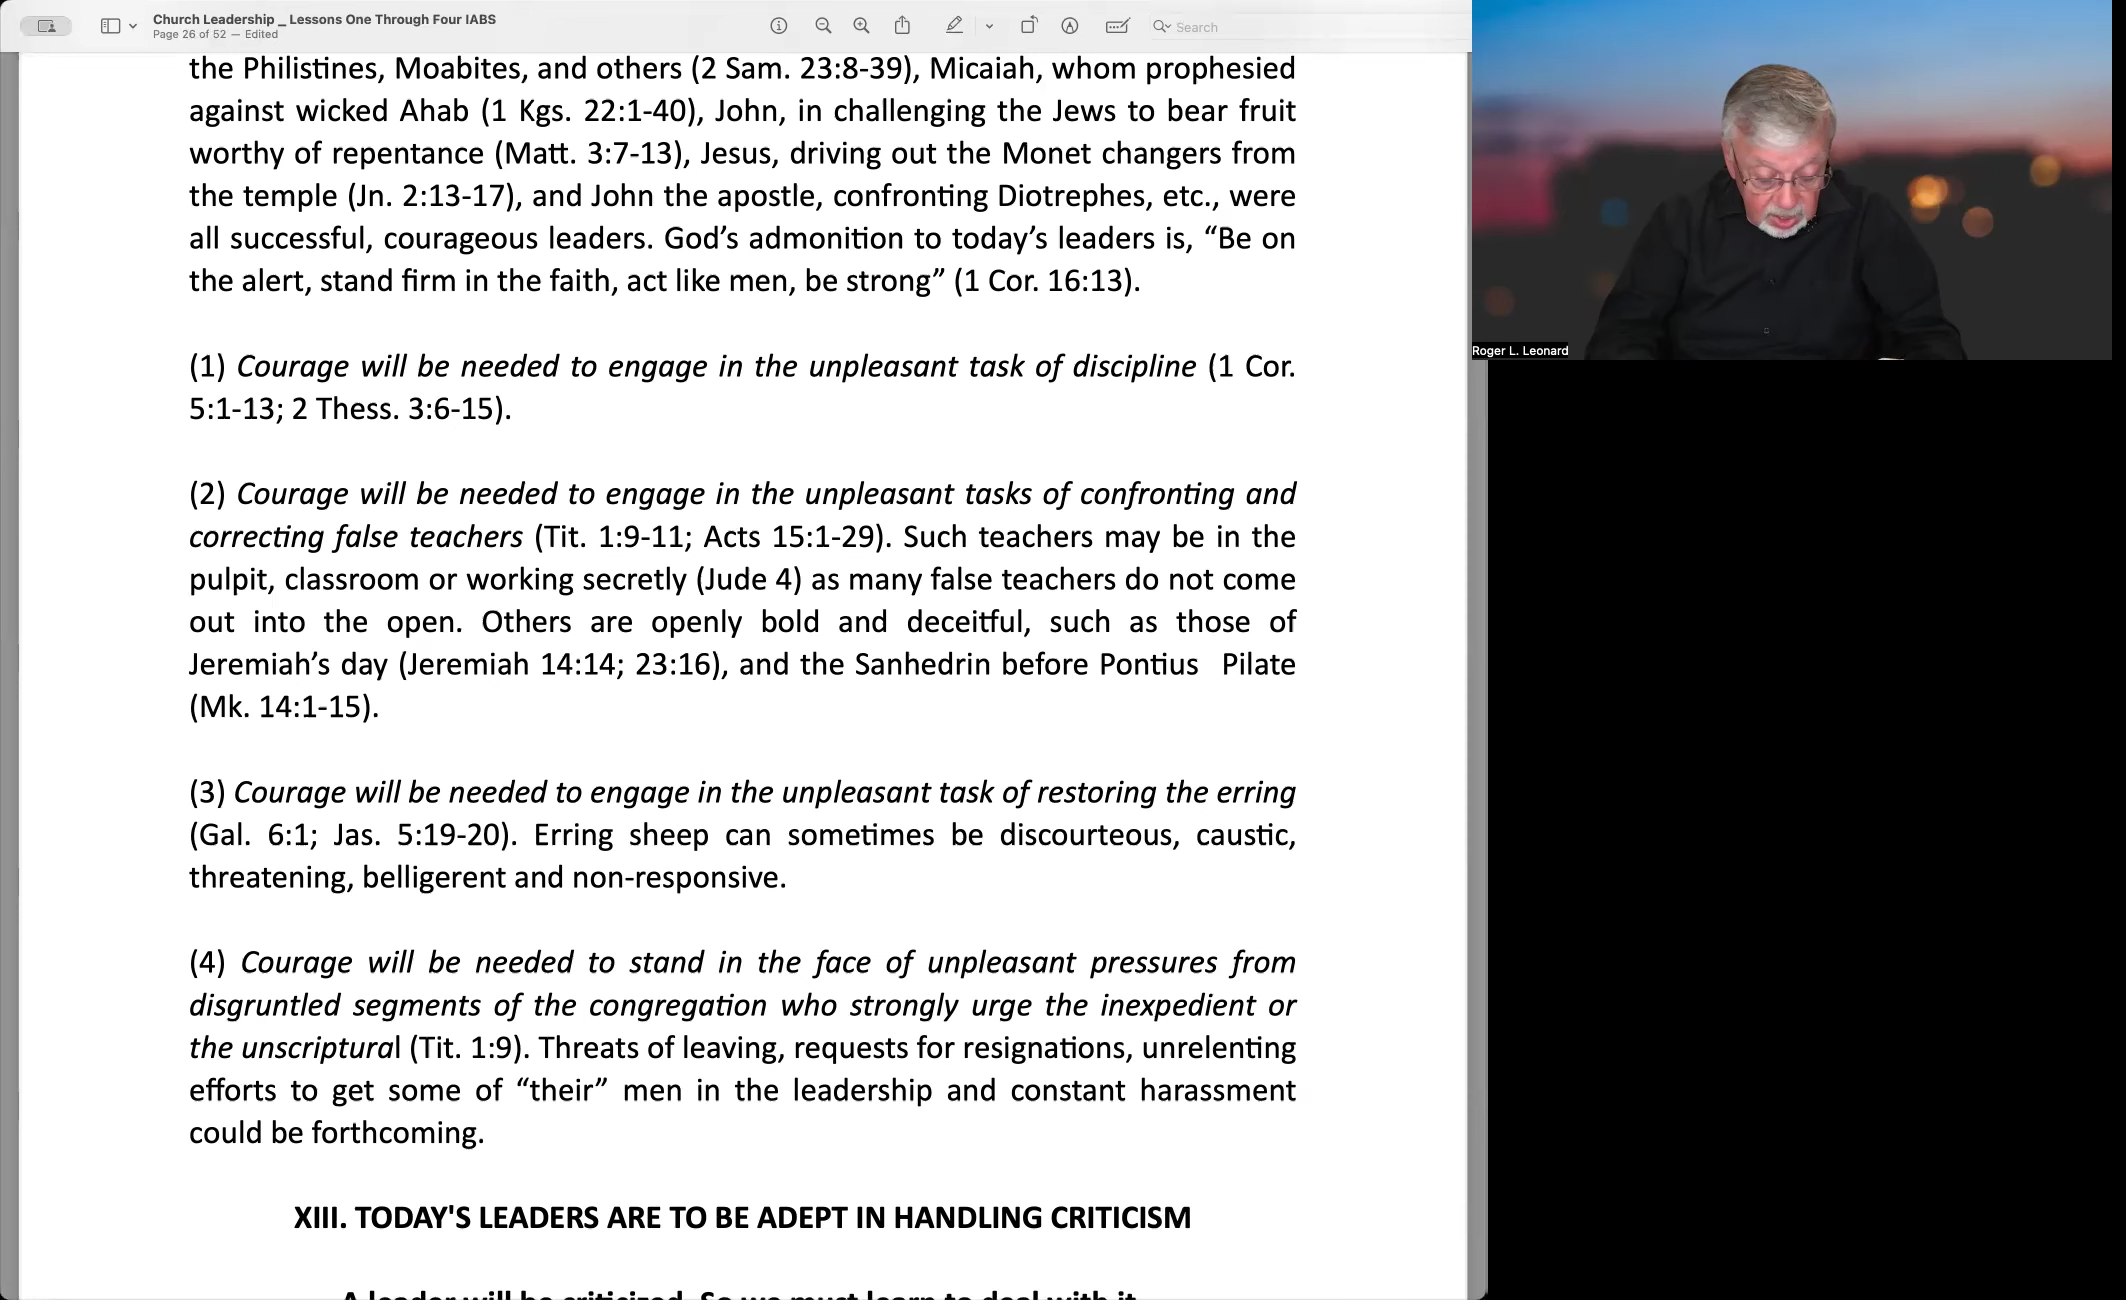 Church Leadership _ Lessons One Through Four IABS
Page 26 of 52 — Edited
Search
the Philistines, Moabites, and others (2 Sam. 23:8-39), Micaiah, whom prophesied
against wicked Ahab (1 Kgs. 22:1-40), John, in challenging the Jews to bear fruit
worthy of repentance (Matt. 3:7-13), Jesus, driving out the Monet changers from
the temple (Jn. 2:13-17), and John the apostle, confronting Diotrephes, etc., were
all successful, courageous leaders. God’s admonition to today’s leaders is, “Be on
the alert, stand firm in the faith, act like men, be strong” (1 Cor. 16:13).
(1) Courage will be needed to engage in the unpleasant task of discipline (1 Cor.
5:1-13; 2 Thess. 3:6-15).
(2) Courage will be needed to engage in the unpleasant tasks of confronting and
correcting false teachers (Tit. 1:9-11; Acts 15:1-29). Such teachers may be in the
pulpit, classroom or working secretly (Jude 4) as many false teachers do not come
out into the open. Others are openly bold and deceitful, such as those of
Jeremiah’s day (Jeremiah 14:14; 23:16), and the Sanhedrin before Pontius Pilate
(Mk. 14:1-15).
(3) Courage will be needed to engage in the unpleasant task of restoring the erring
(Gal. 6:1; Jas. 5:19-20). Erring sheep can sometimes be discourteous, caustic,
threatening, belligerent and non-responsive.
(4) Courage will be needed to stand in the face of unpleasant pressures from
disgruntled segments of the congregation who strongly urge the inexpedient or
the unscriptural (Tit. 1:9). Threats of leaving, requests for resignations, unrelenting
efforts to get some of “their” men in the leadership and constant harassment
could be forthcoming.
XIII. TODAY'S LEADERS ARE TO BE ADEPT IN HANDLING CRITICISM
A leader will be criticized. So we must learn to deal with it.
Roger L. Leonard